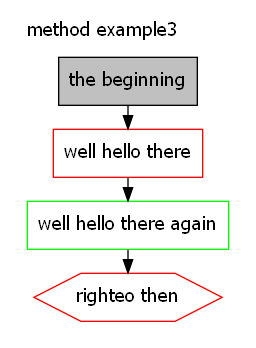 method example3
the beginning
well hello there
well hello there again
righteo then